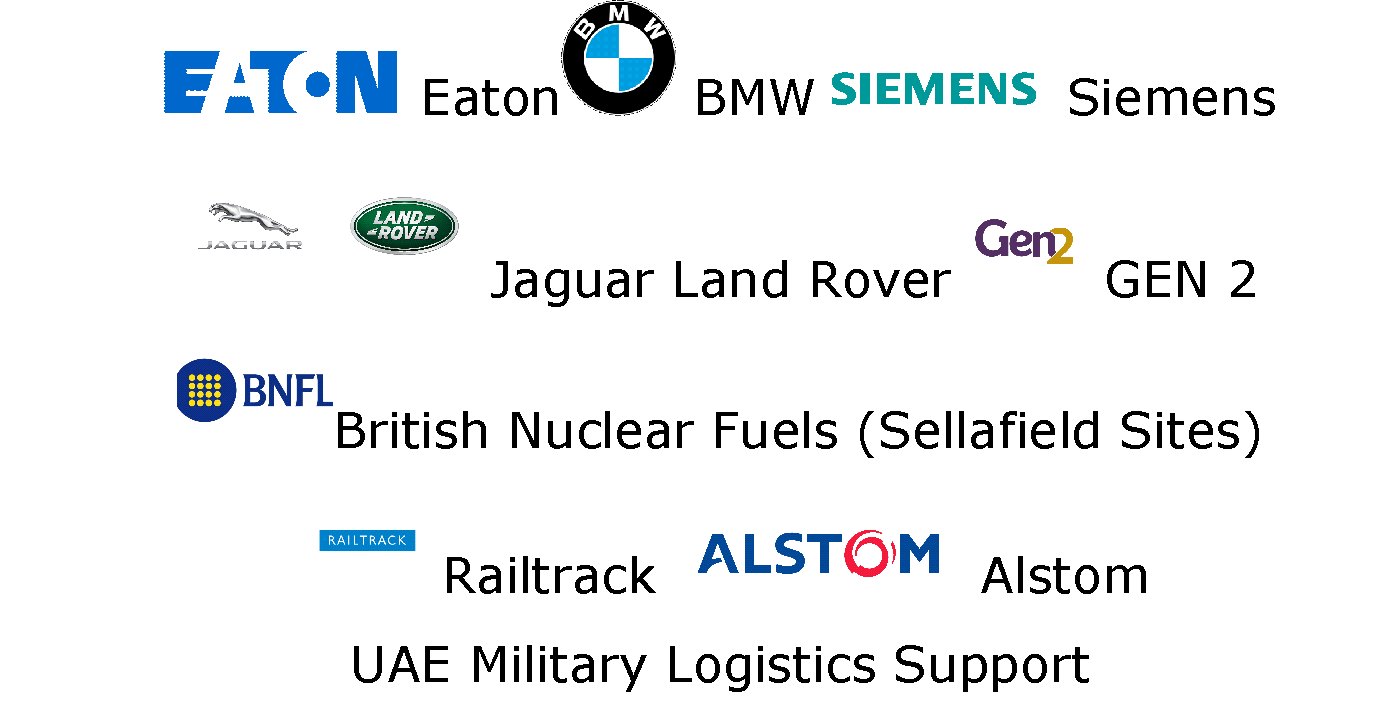 EATON Eaton BMW BMW SIEMENS Siemens
JAGUAR LAND ROVER Jaguar Land Rover Gen2 GEN 2
BNFL British Nuclear Fuels (Sellafield Sites)
RAILTRACK Railtrack ALSTOM Alstom
UAE Military Logistics Support